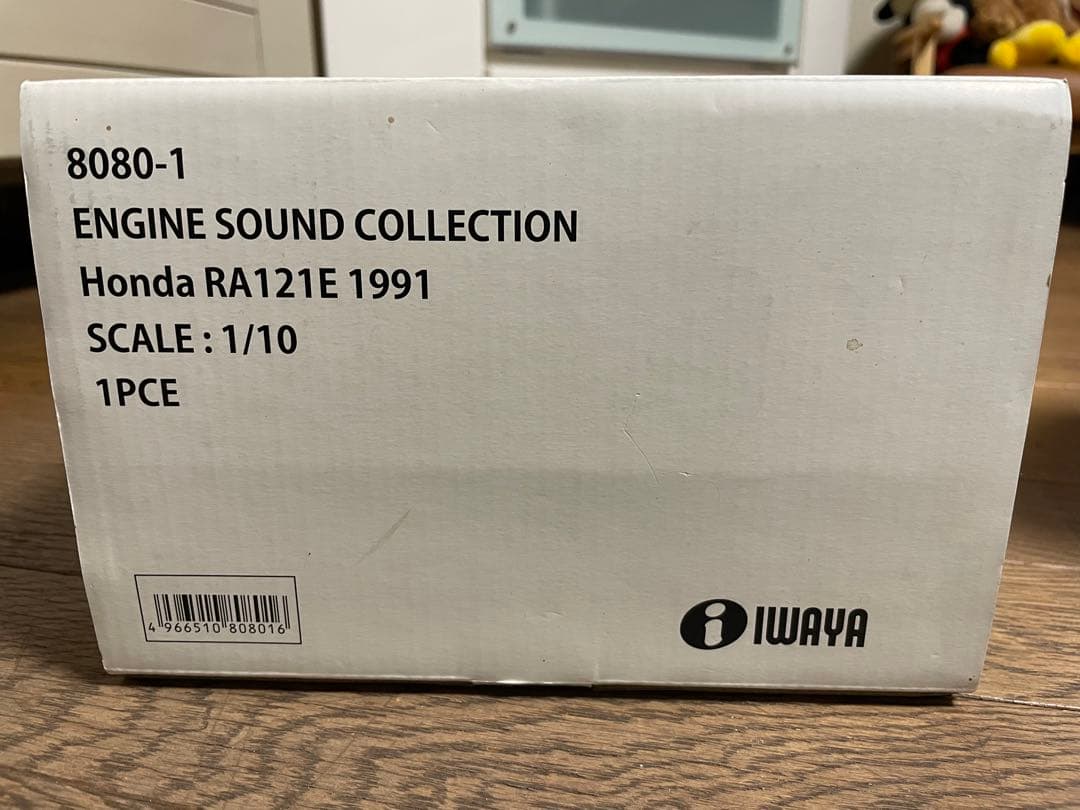 8080-1
ENGINE SOUND COLLECTION
Honda RA121E 1991
SCALE : 1/10
1PCE
4 966510 808016
i IWAYA